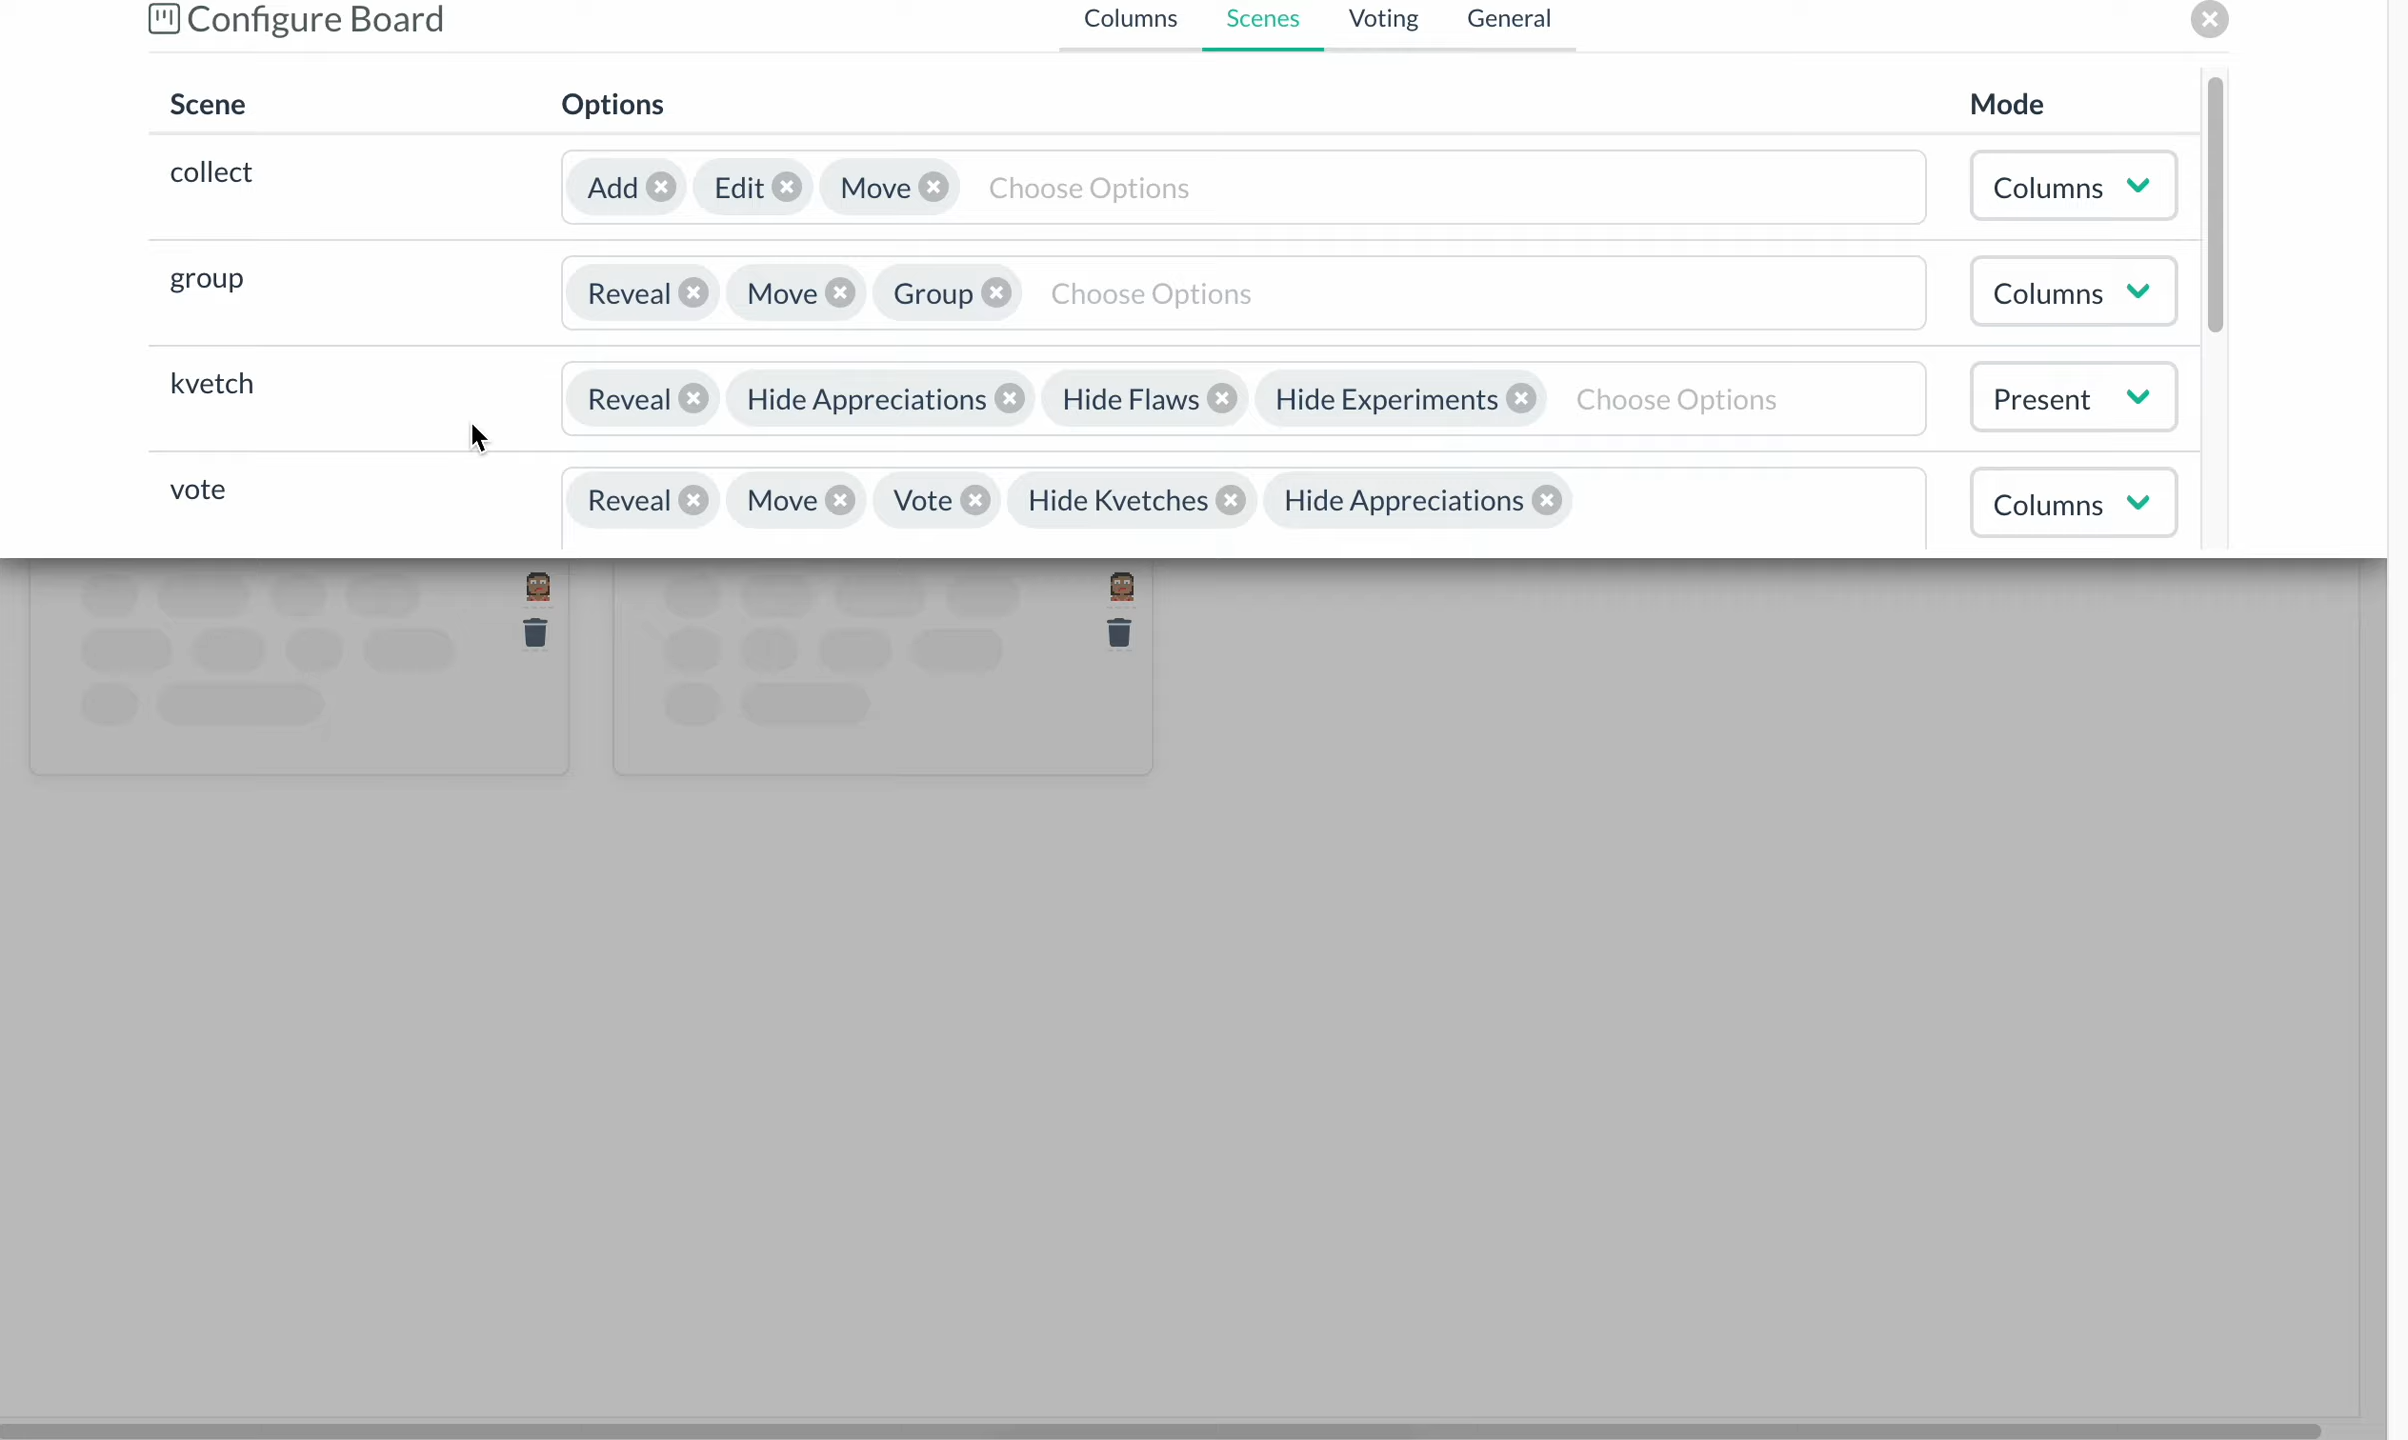 Configure Board
Columns Scenes Voting General
Scene Options Mode
collect Add Edit Move Choose Options Columns
group Reveal Move Group Choose Options Columns
kvetch Reveal Hide Appreciations Hide Flaws Hide Experiments Choose Options Present
vote Reveal Move Vote Hide Kvetches Hide Appreciations Columns